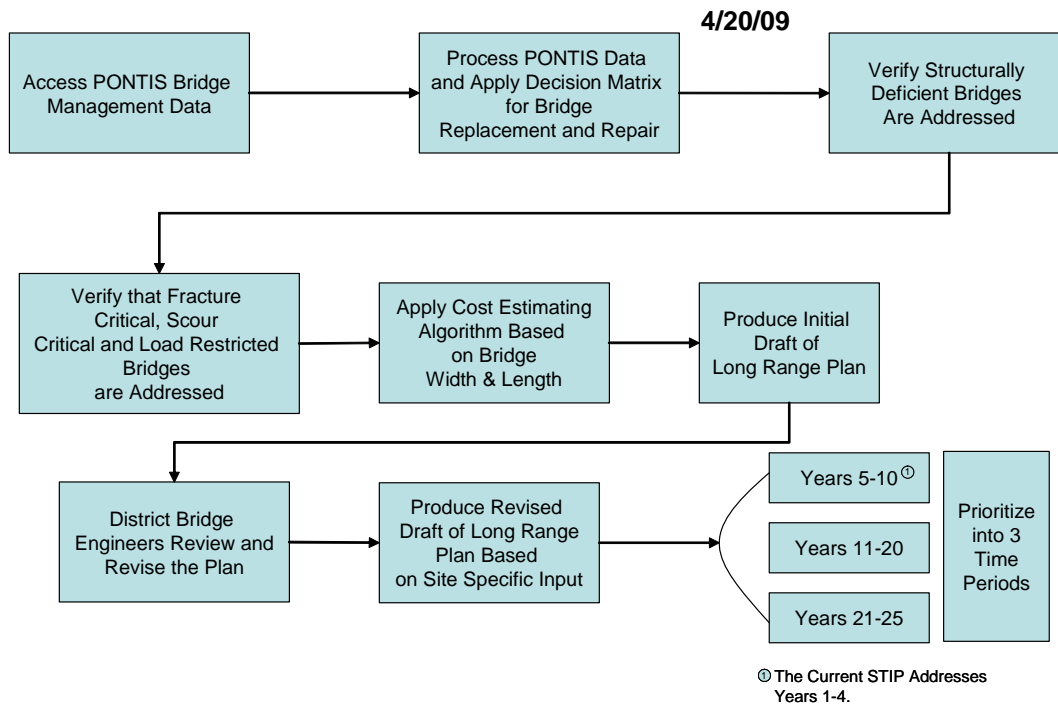 4/20/09
Access PONTIS Bridge
Management Data
Process PONTIS Data
and Apply Decision Matrix
for Bridge
Replacement and Repair
Verify Structurally
Deficient Bridges
Are Addressed
Verify that Fracture
Critical, Scour
Critical and Load Restricted
Bridges
are Addressed
Apply Cost Estimating
Algorithm Based
on Bridge
Width & Length
Produce Initial
Draft of
Long Range Plan
District Bridge
Engineers Review and
Revise the Plan
Produce Revised
Draft of Long Range
Plan Based
on Site Specific Input
Years 5-10 ①
Years 11-20
Years 21-25
Prioritize
into 3
Time
Periods
① The Current STIP Addresses
Years 1-4.